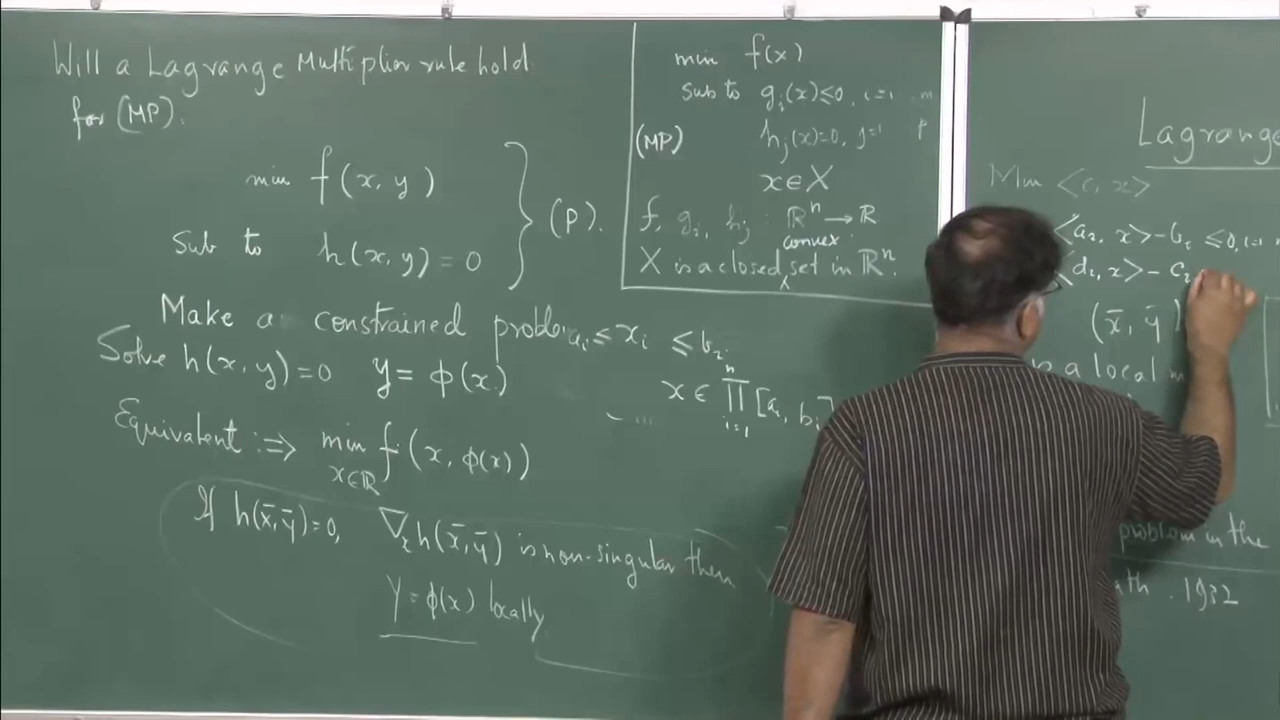 Will a Lagrange Multiplier rule hold
for (MP).
min f(x, y)
Sub to h(x, y) = 0
} (P).
Make a constrained problem
Solve h(x, y) = 0 y = ϕ(x)
Equivalent :⇒ min f(x, ϕ(x))
x∈ℝ
If h(x̄, ȳ) = 0, ∇ₓh(x̄, ȳ) is non-singular then
y = ϕ(x) locally
aᵢ ≤ xᵢ ≤ bᵢ
x ∈ ∏ⁿᵢ₌₁ [aᵢ, bᵢ]
min f(x)
sub to gᵢ(x) ≤ 0, i=1 m
(MP) hⱼ(x) = 0, j=1 p
x ∈ X
f, gᵢ, hⱼ : ℝⁿ → ℝ
convex
X is a closed set in ℝⁿ.
Lagrange
Min <c, x>
<aᵢ, x> − bᵢ ≤ 0, i=1
<dᵢ, x> − cᵢ
(x̄, ȳ)
is a local
problem in the
1932